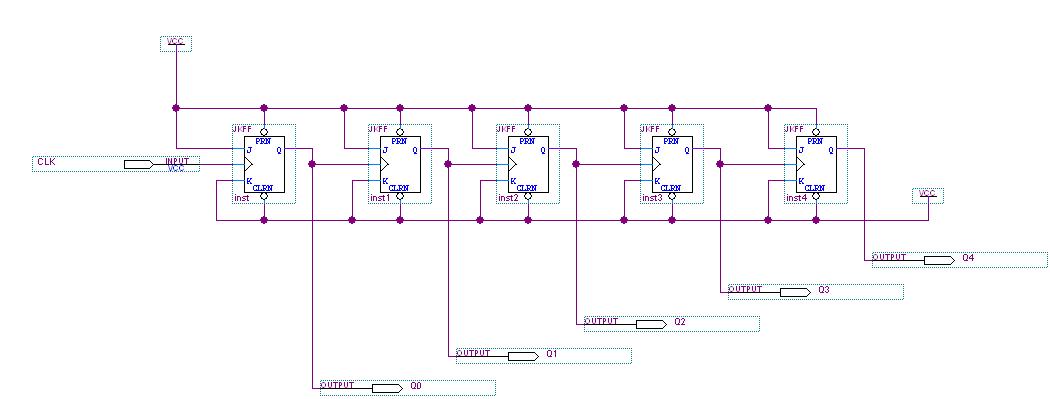 VCC
JKFF JKFF JKFF JKFF JKFF
PRN PRN PRN PRN PRN
J Q J Q J Q J Q J Q
CLK INPUT
VCC
K K K K K
CLRN CLRN CLRN CLRN CLRN
inst inst1 inst2 inst3 inst4
VCC
OUTPUT Q4
OUTPUT Q3
OUTPUT Q2
OUTPUT Q1
OUTPUT Q0